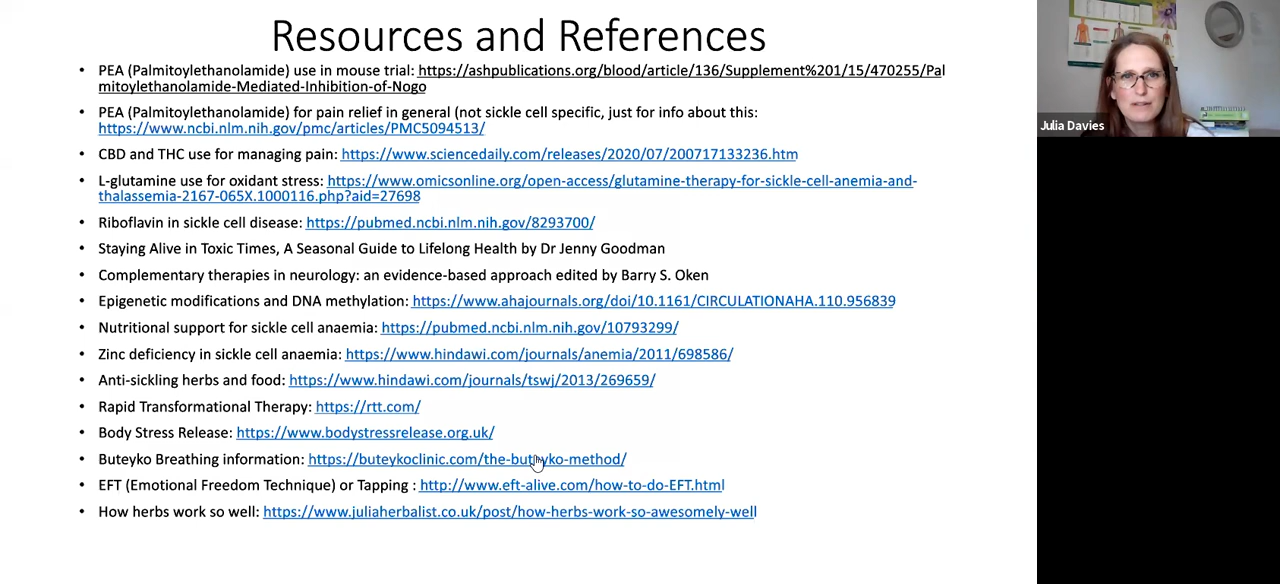 Resources and References
• PEA (Palmitoylethanolamide) use in mouse trial: https://ashpublications.org/blood/article/136/Supplement%201/15/470255/Pal
mitoylethanolamide-Mediated-Inhibition-of-Nogo
• PEA (Palmitoylethanolamide) for pain relief in general (not sickle cell specific, just for info about this:
https://www.ncbi.nlm.nih.gov/pmc/articles/PMC5094513/
• CBD and THC use for managing pain: https://www.sciencedaily.com/releases/2020/07/200717133236.htm
• L-glutamine use for oxidant stress: https://www.omicsonline.org/open-access/glutamine-therapy-for-sickle-cell-anemia-and-
thalassemia-2167-065X.1000116.php?aid=27698
• Riboflavin in sickle cell disease: https://pubmed.ncbi.nlm.nih.gov/8293700/
• Staying Alive in Toxic Times, A Seasonal Guide to Lifelong Health by Dr Jenny Goodman
• Complementary therapies in neurology: an evidence-based approach edited by Barry S. Oken
• Epigenetic modifications and DNA methylation: https://www.ahajournals.org/doi/10.1161/CIRCULATIONAHA.110.956839
• Nutritional support for sickle cell anaemia: https://pubmed.ncbi.nlm.nih.gov/10793299/
• Zinc deficiency in sickle cell anaemia: https://www.hindawi.com/journals/anemia/2011/698586/
• Anti-sickling herbs and food: https://www.hindawi.com/journals/tswj/2013/269659/
• Rapid Transformational Therapy: https://rtt.com/
• Body Stress Release: https://www.bodystressrelease.org.uk/
• Buteyko Breathing information: https://buteykoclinic.com/the-buteyko-method/
• EFT (Emotional Freedom Technique) or Tapping : http://www.eft-alive.com/how-to-do-EFT.html
• How herbs work so well: https://www.juliaherbalist.co.uk/post/how-herbs-work-so-awesomely-well
Julia Davies